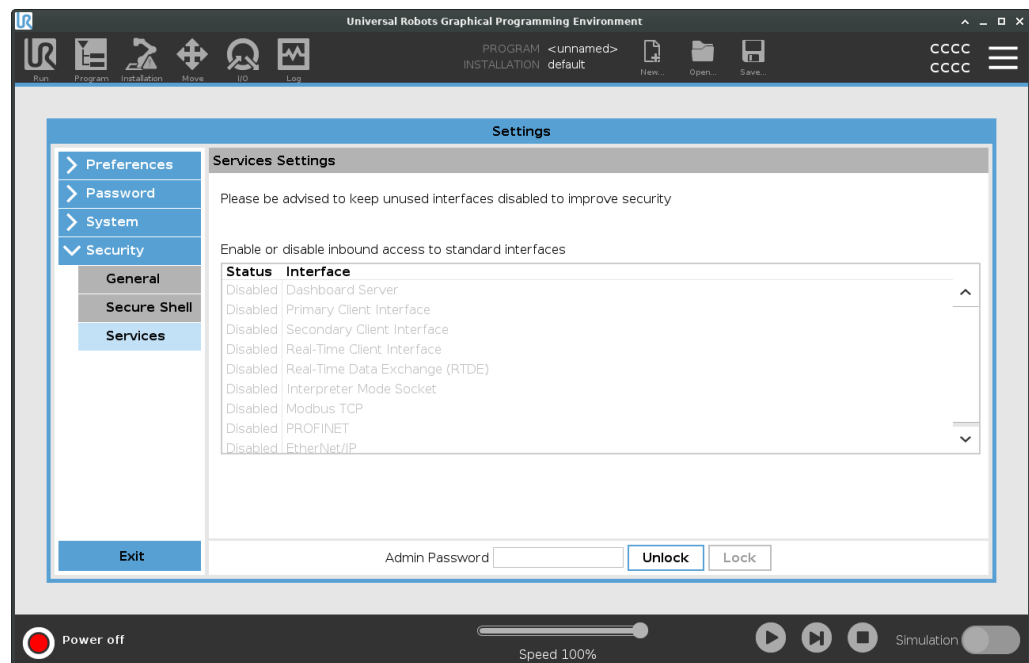 Universal Robots Graphical Programming Environment
UR
Run
Program
Installation
Move
I/O
Log
PROGRAM <unnamed>
INSTALLATION default
New...
Open...
Save...
CCCC
CCCC
Settings
Preferences
Password
System
Security
General
Secure Shell
Services
Exit
Services Settings
Please be advised to keep unused interfaces disabled to improve security
Enable or disable inbound access to standard interfaces
Status Interface
Disabled Dashboard Server
Disabled Primary Client Interface
Disabled Secondary Client Interface
Disabled Real-Time Client Interface
Disabled Real-Time Data Exchange (RTDE)
Disabled Interpreter Mode Socket
Disabled Modbus TCP
Disabled PROFINET
Disabled EtherNet/IP
Admin Password Unlock Lock
Power off
Speed 100%
Simulation